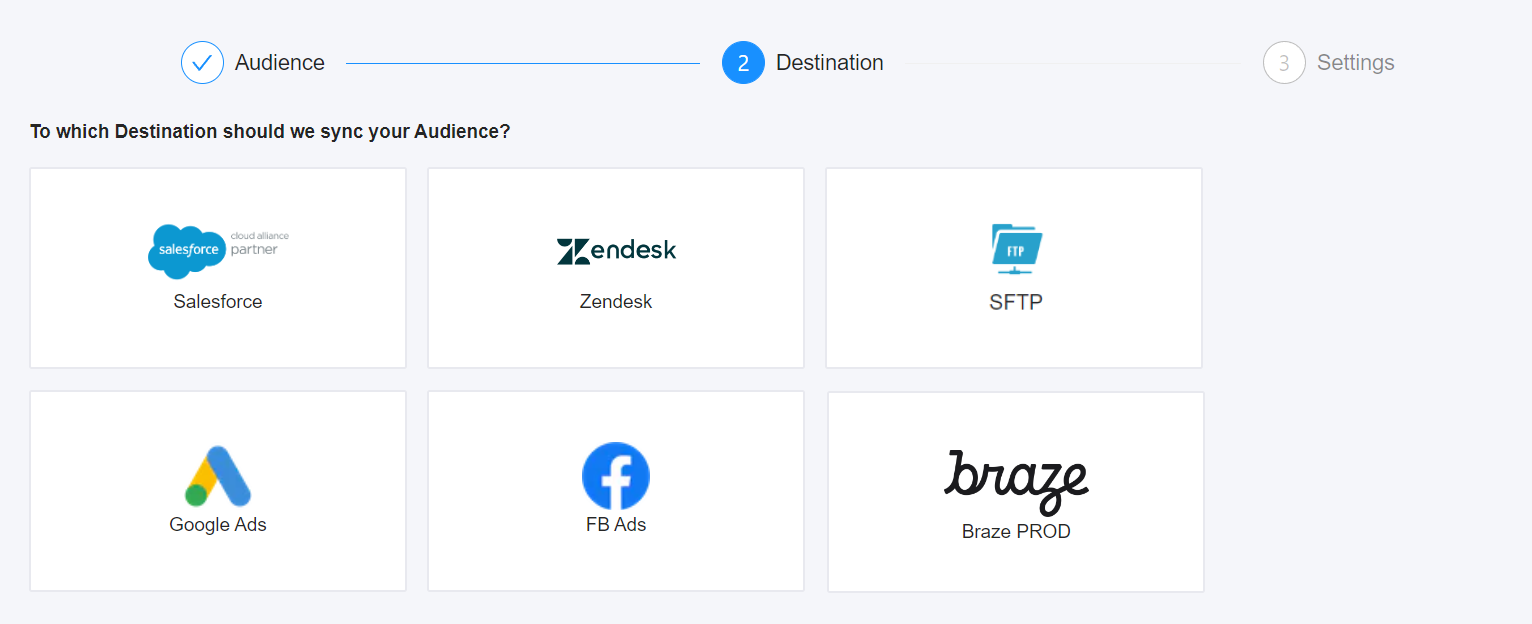 Audience
2
Destination
3
Settings
To which Destination should we sync your Audience?
salesforce
cloud alliance
partner
Salesforce
Zendesk
Zendesk
FTP
SFTP
Google Ads
FB Ads
braze
Braze PROD